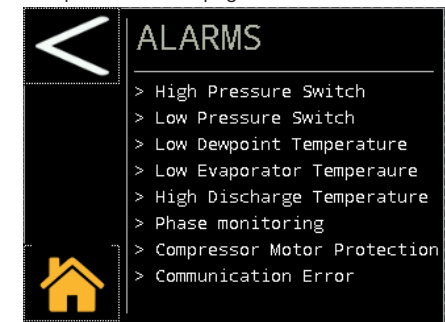 ALARMS
> High Pressure Switch
> Low Pressure Switch
> Low Dewpoint Temperature
> Low Evaporator Temperaure
> High Discharge Temperature
> Phase monitoring
> Compressor Motor Protection
> Communication Error